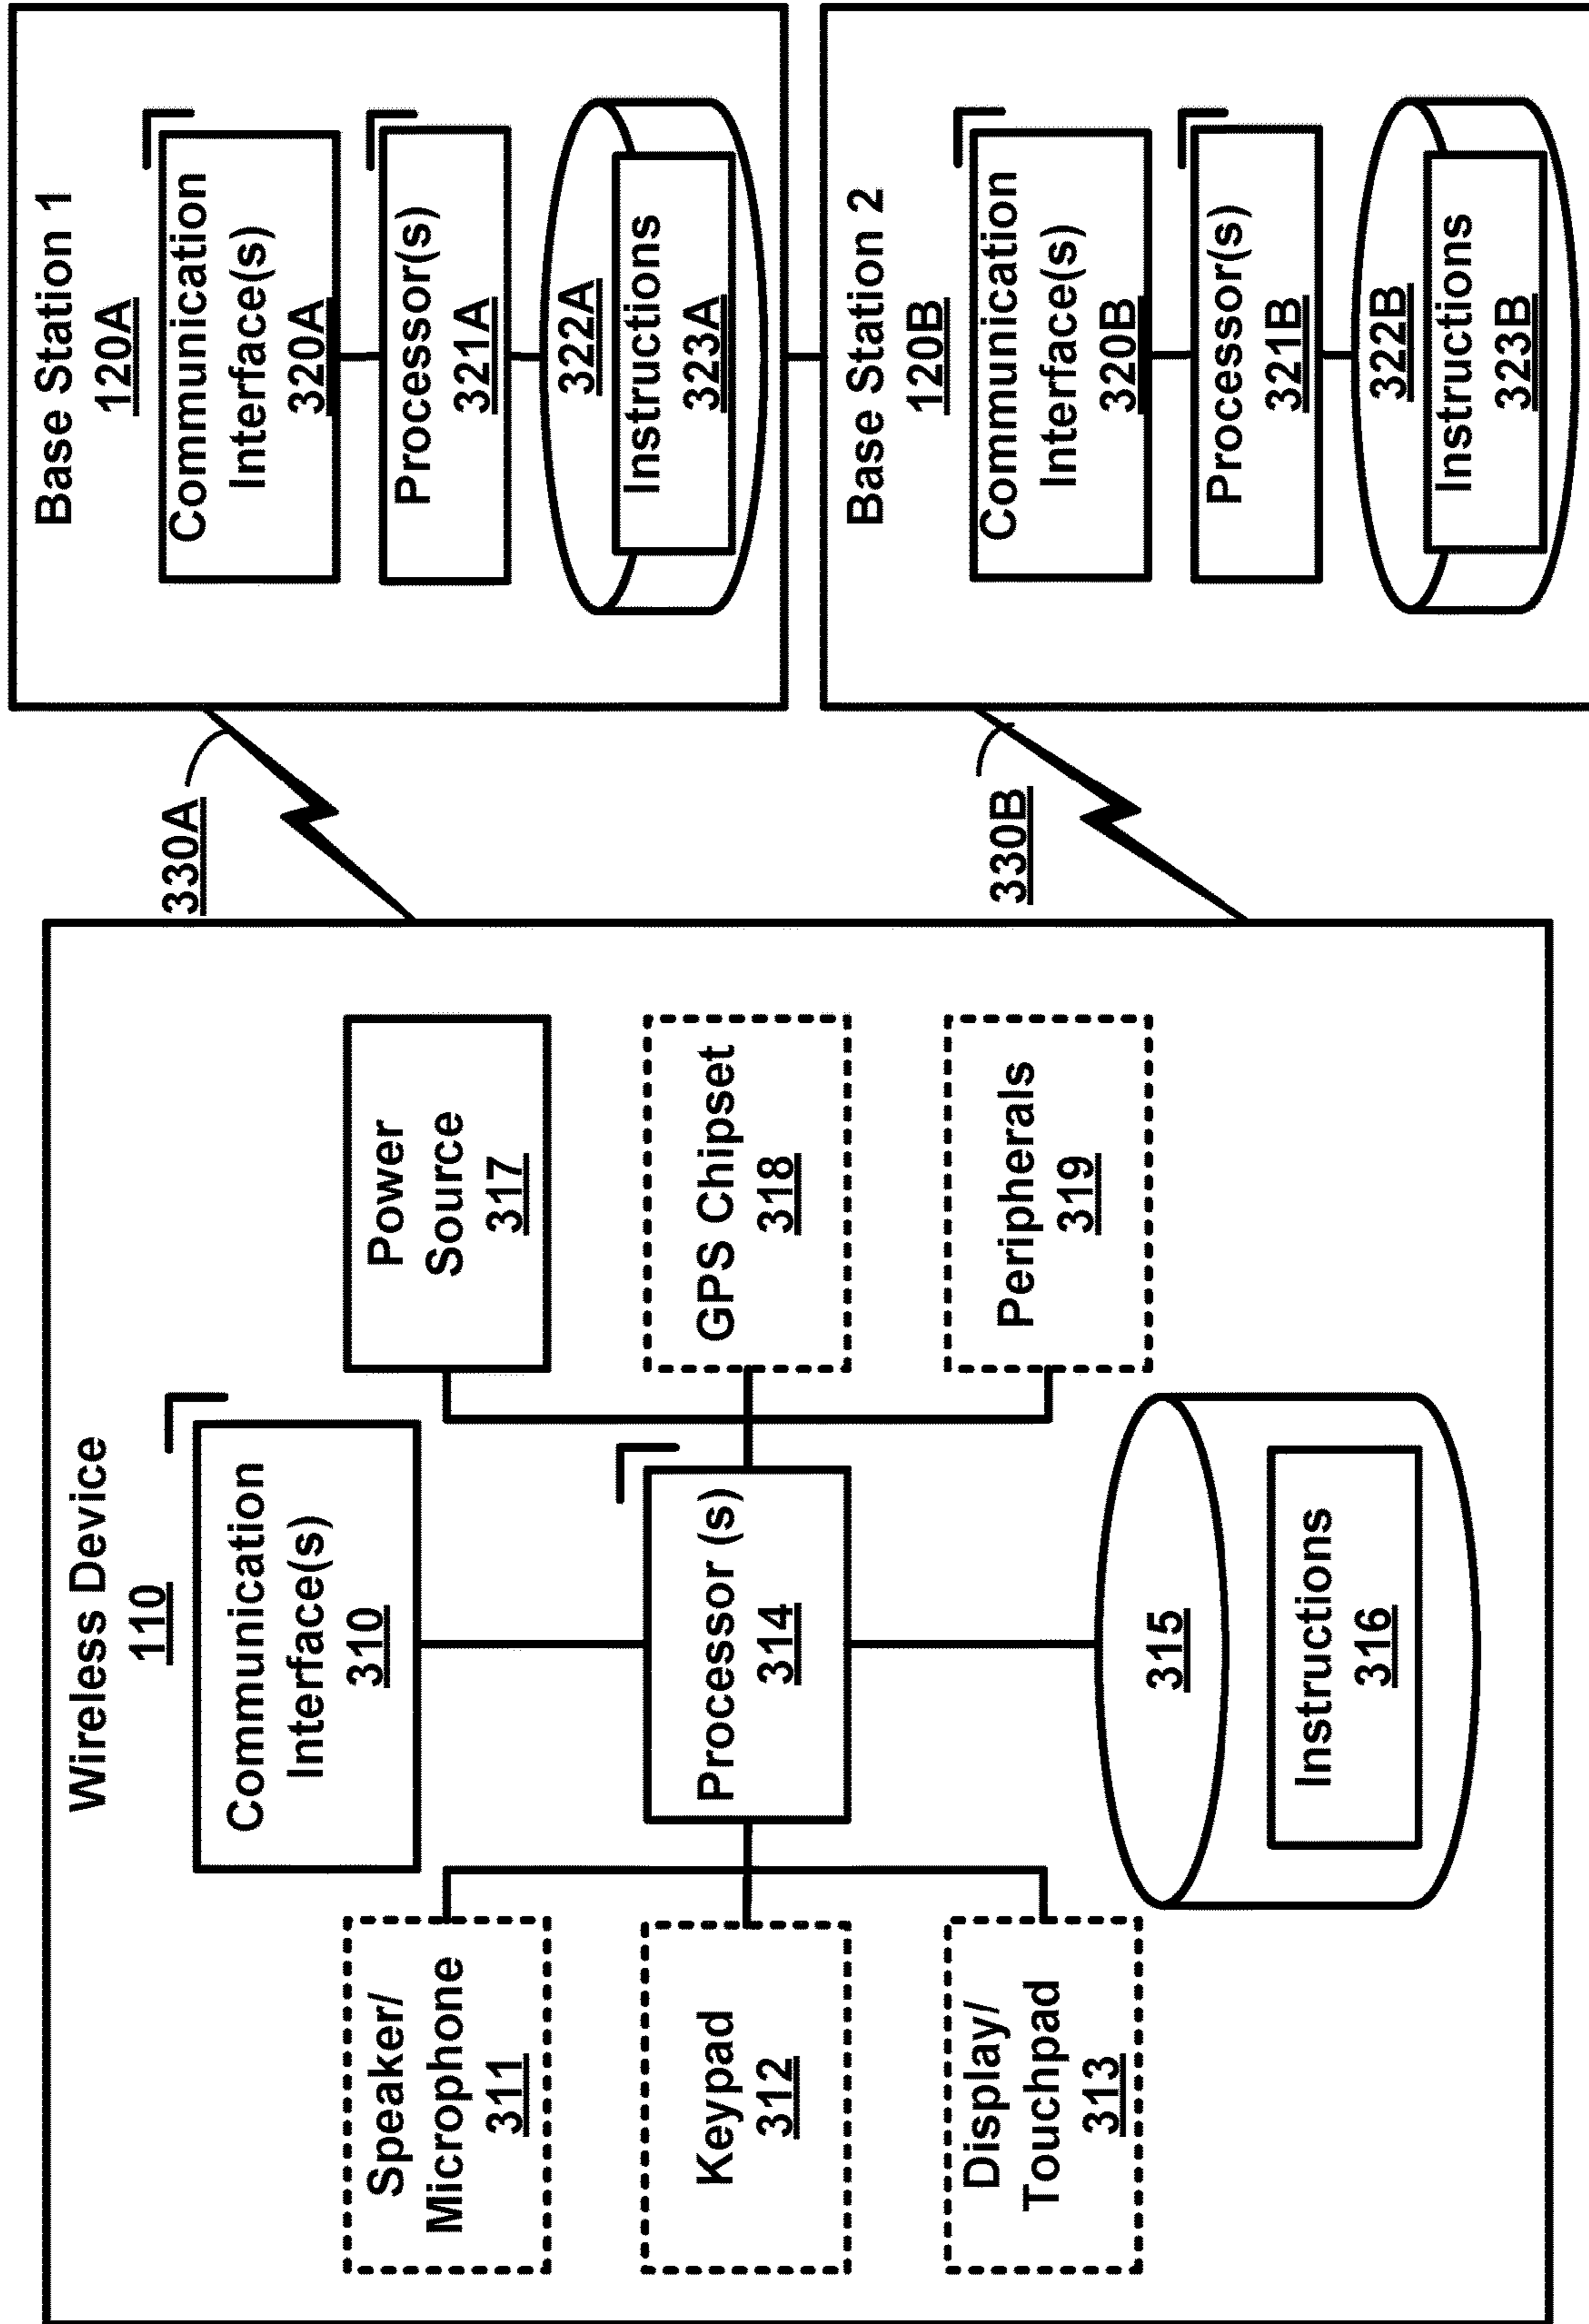 Wireless Device
110
Communication
Interface(s)
310
Speaker/
Microphone
311
Power
Source
317
Keypad
312
Processor (s)
314
GPS Chipset
318
Display/
Touchpad
313
Peripherals
319
315
Instructions
316
330A
330B
Base Station 1
120A
Communication
Interface(s)
320A
Processor(s)
321A
322A
Instructions
323A
Base Station 2
120B
Communication
Interface(s)
320B
Processor(s)
321B
322B
Instructions
323B